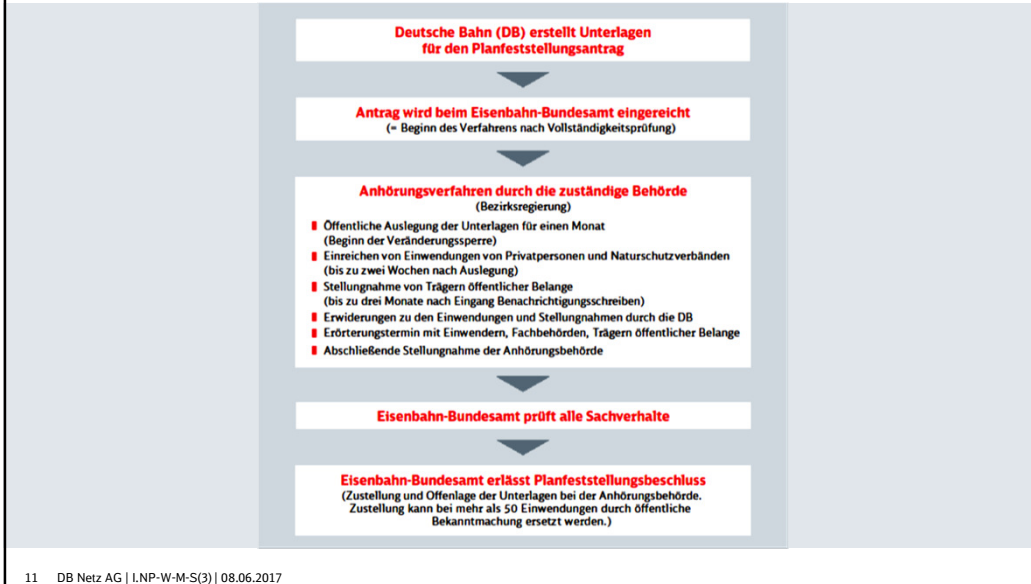 Deutsche Bahn (DB) erstellt Unterlagen
für den Planfeststellungsantrag
Antrag wird beim Eisenbahn-Bundesamt eingereicht
(= Beginn des Verfahrens nach Vollständigkeitsprüfung)
Anhörungsverfahren durch die zuständige Behörde
(Bezirksregierung)
Öffentliche Auslegung der Unterlagen für einen Monat
(Beginn der Veränderungssperre)
Einreichen von Einwendungen von Privatpersonen und Naturschutzverbänden
(bis zu zwei Wochen nach Auslegung)
Stellungnahme von Trägern öffentlicher Belange
(bis zu drei Monate nach Eingang Benachrichtigungsschreiben)
Erwiderungen zu den Einwendungen und Stellungnahmen durch die DB
Erörterungstermin mit Einwendern, Fachbehörden, Trägern öffentlicher Belange
Abschließende Stellungnahme der Anhörungsbehörde
Eisenbahn-Bundesamt prüft alle Sachverhalte
Eisenbahn-Bundesamt erlässt Planfeststellungsbeschluss
(Zustellung und Offenlage der Unterlagen bei der Anhörungsbehörde.
Zustellung kann bei mehr als 50 Einwendungen durch öffentliche
Bekanntmachung ersetzt werden.)
11 DB Netz AG | I.NP-W-M-S(3) | 08.06.2017